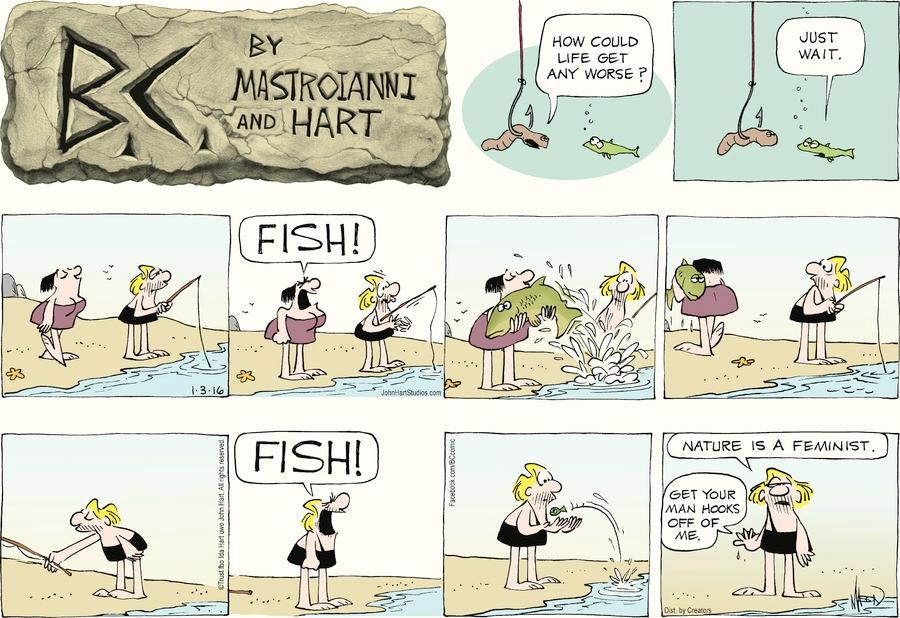 B.C.
BY
MASTROIANNI
AND HART
HOW COULD
LIFE GET
ANY WORSE?
JUST
WAIT.
1.3.16
FISH!
JohnHartStudios.com
©Trust fbo Ida Hart uwo John Hart. All rights reserved.
FISH!
Facebook.com/BCcomic
NATURE IS A FEMINIST.
GET YOUR
MAN HOOKS
OFF OF
ME.
Dist. by Creators